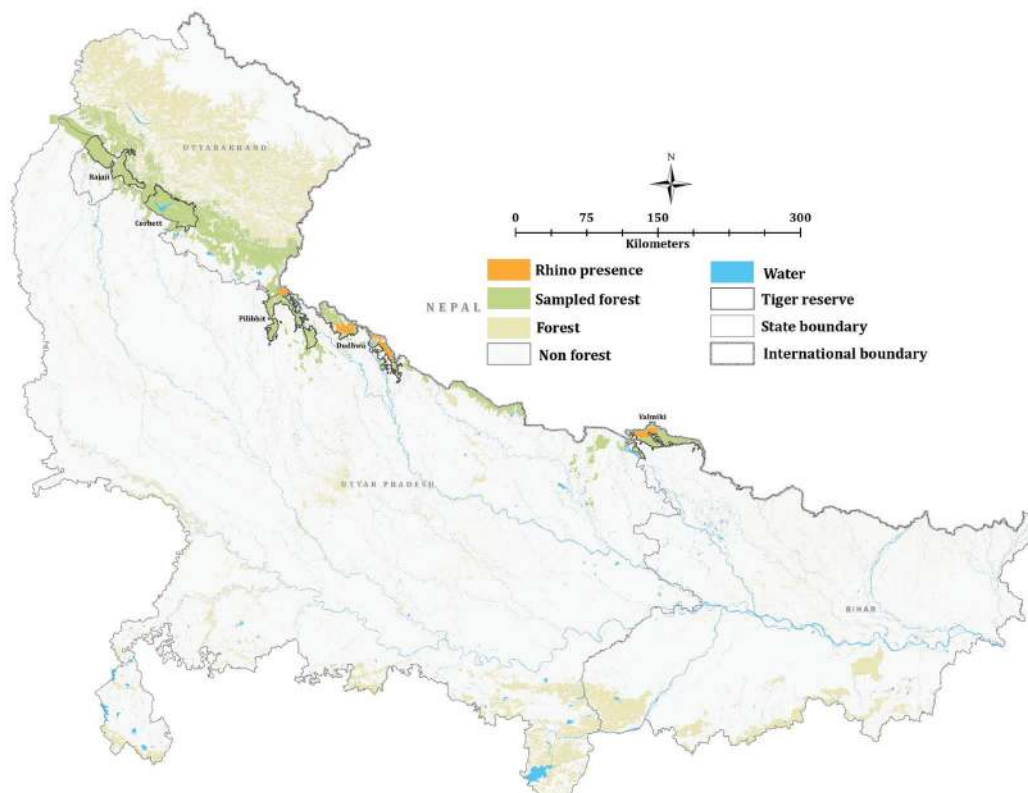 UTTARAKHAND
N
Rajaji
0 75 150 300
Kilometers
Corbett
Rhino presence
Water
Sampled forest
Tiger reserve
NEPAL
Forest
State boundary
Pilibhit
Dudhwa
Non forest
International boundary
Valmiki
UTTAR PRADESH
BIHAR